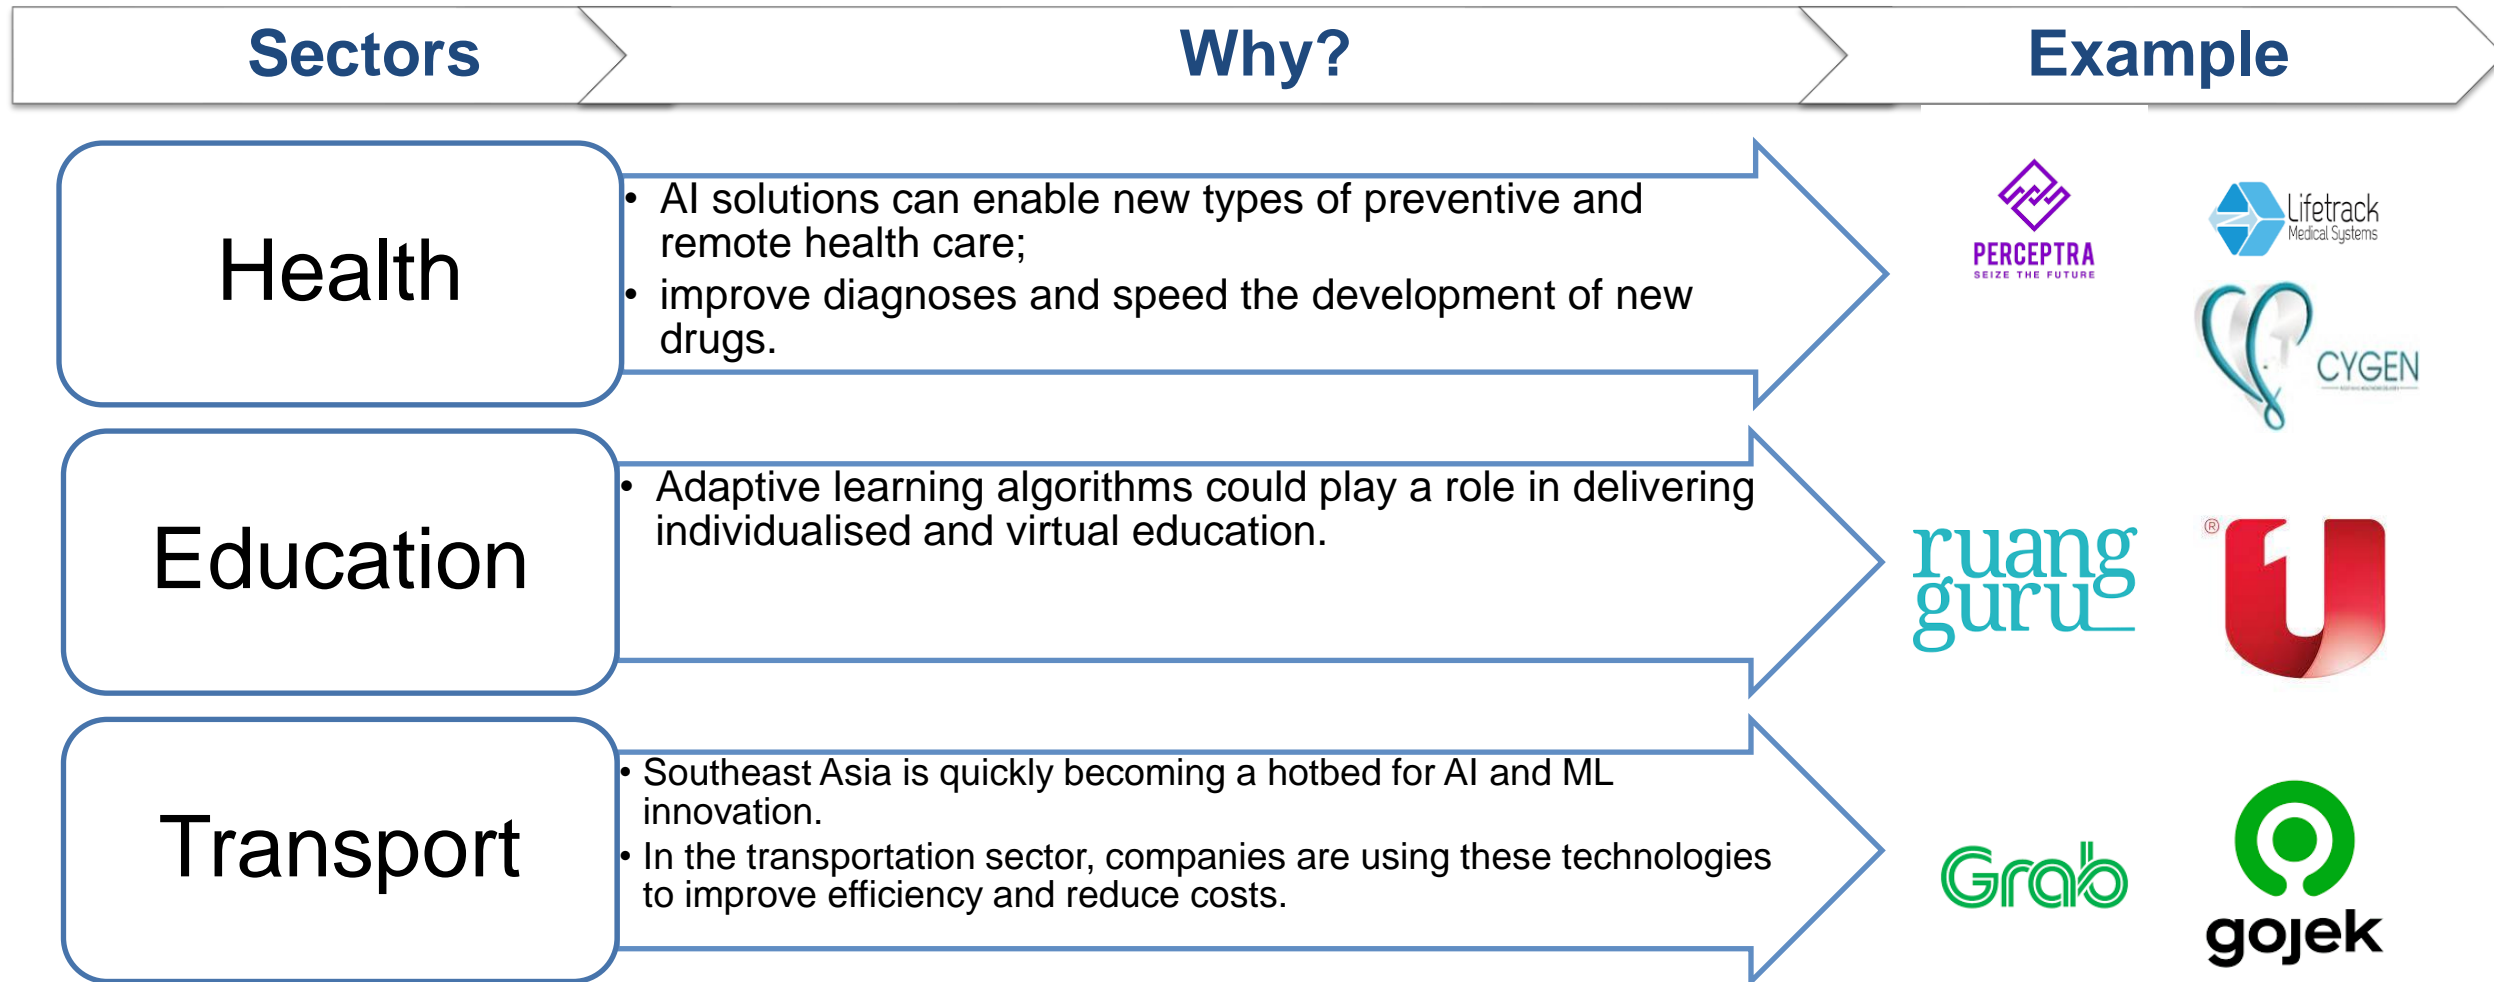 Sectors
Why?
Example
Health
• AI solutions can enable new types of preventive and
remote health care;
• improve diagnoses and speed the development of new
drugs.
PERCEPTRA
SEIZE THE FUTURE
Lifetrack
Medical Systems
CYGEN
Education
• Adaptive learning algorithms could play a role in delivering
individualised and virtual education.
ruang
guru
®
U
Transport
• Southeast Asia is quickly becoming a hotbed for AI and ML
innovation.
• In the transportation sector, companies are using these technologies
to improve efficiency and reduce costs.
Grab
gojek